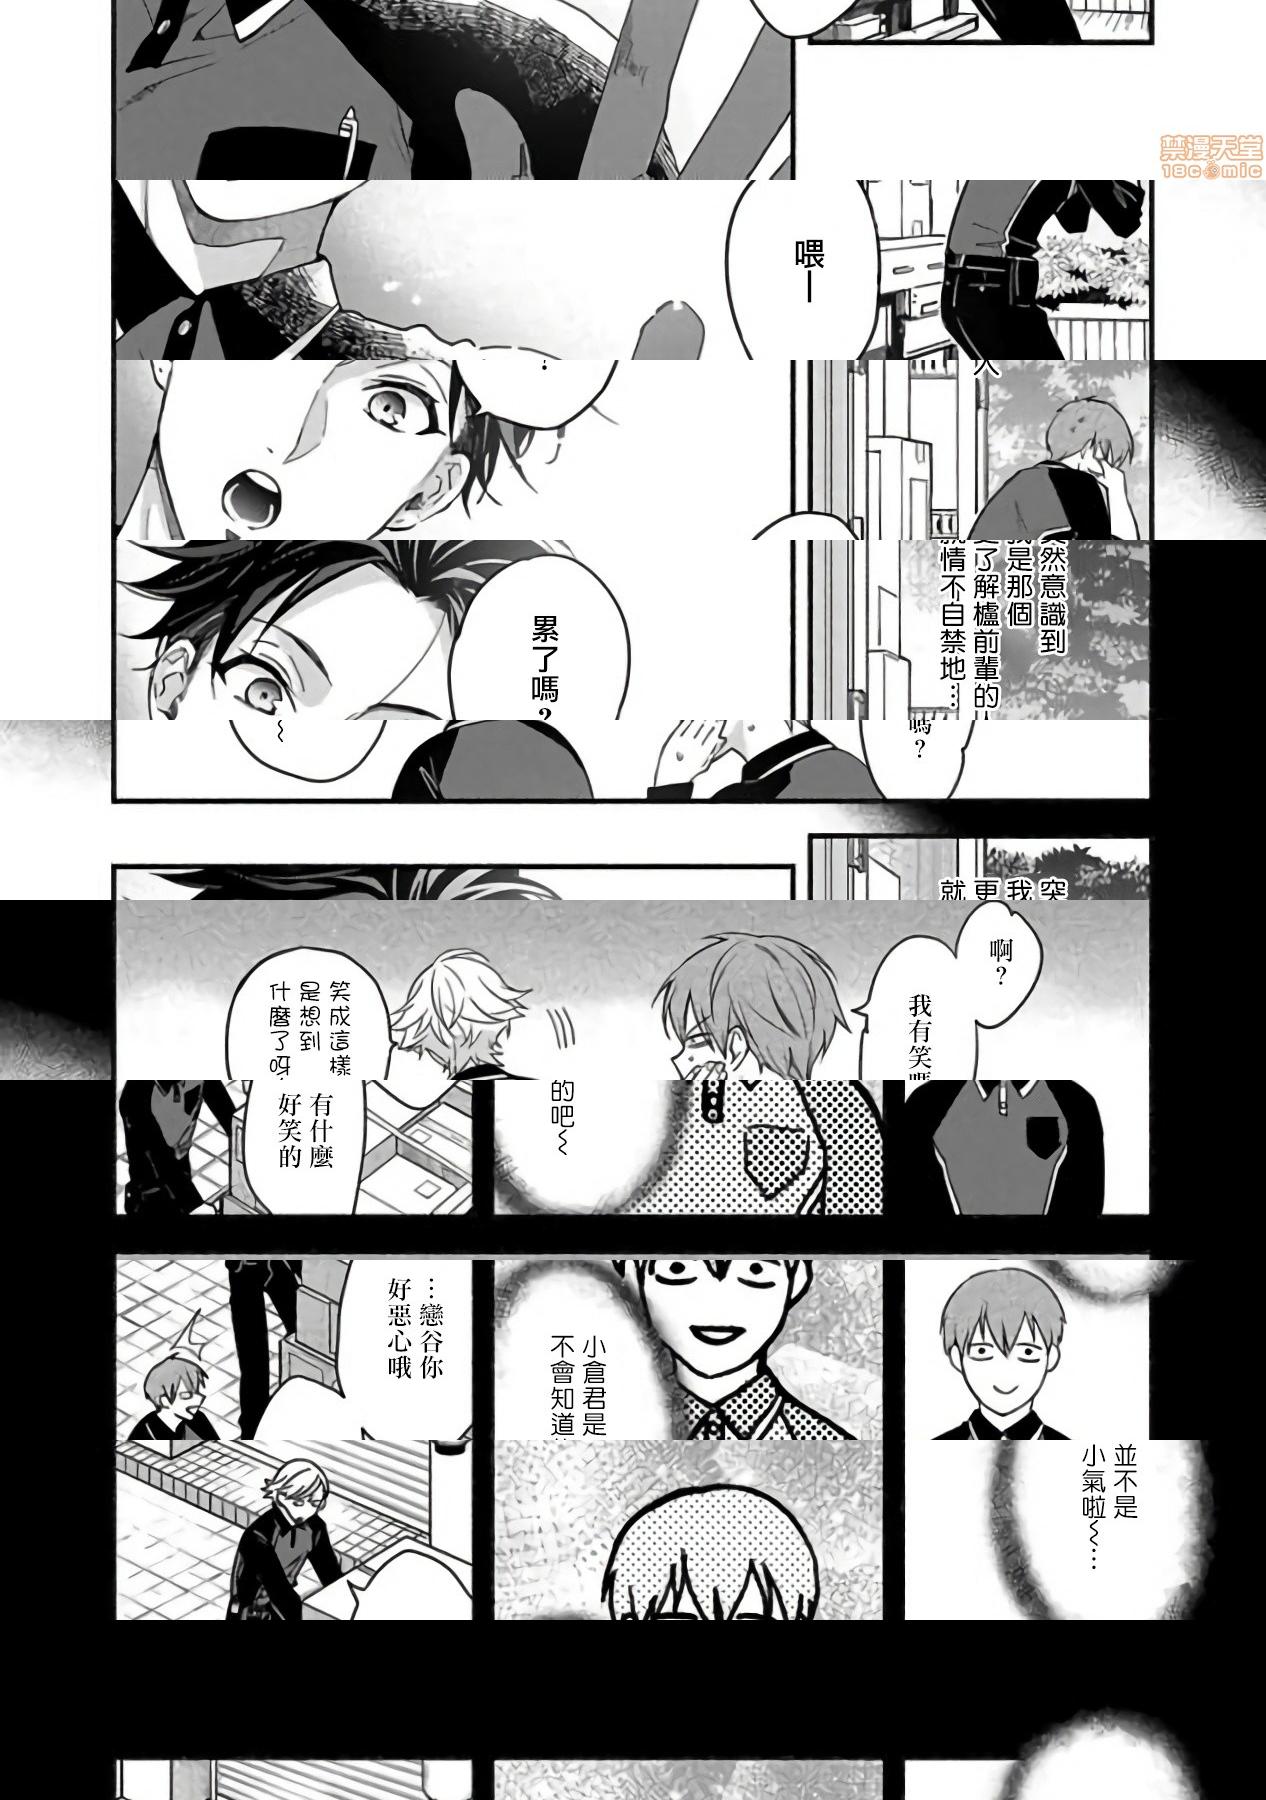 禁漫天堂
18comic
喂ー
人
然意識到
是那個
了解櫨前輩的
情不自禁地…
累了嗎?
嗎?
~
突
我
更
就
啊?
我有笑
笑成這樣
是想到
什麼了呀
有什麼
好笑的
的吧~
…戀谷你
好惡心哦
小倉君是
不會知道
並不是
小氣啦~…